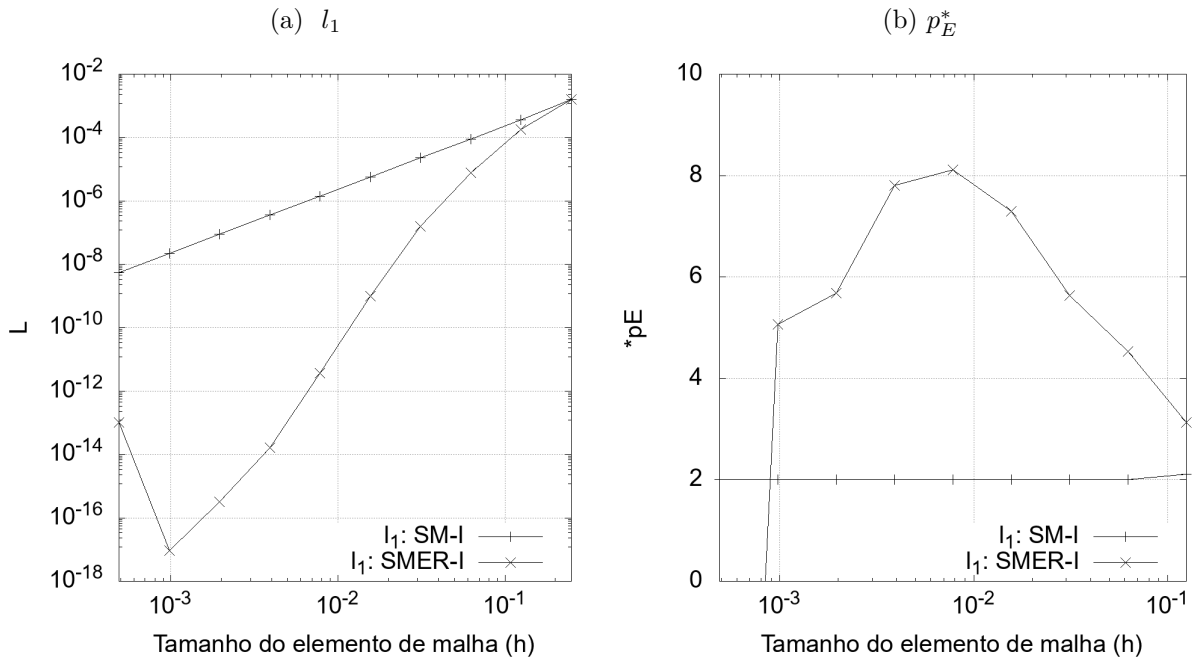 (a) l₁
10⁻²
10⁻⁴
10⁻⁶
10⁻⁸
10⁻¹⁰
10⁻¹²
10⁻¹⁴
10⁻¹⁶
10⁻¹⁸
L
10⁻³
10⁻²
10⁻¹
Tamanho do elemento de malha (h)
l₁: SM-I
l₁: SMER-I
(b) p*_E
10
8
6
4
2
0
*pE
10⁻³
10⁻²
10⁻¹
Tamanho do elemento de malha (h)
l₁: SM-I
l₁: SMER-I